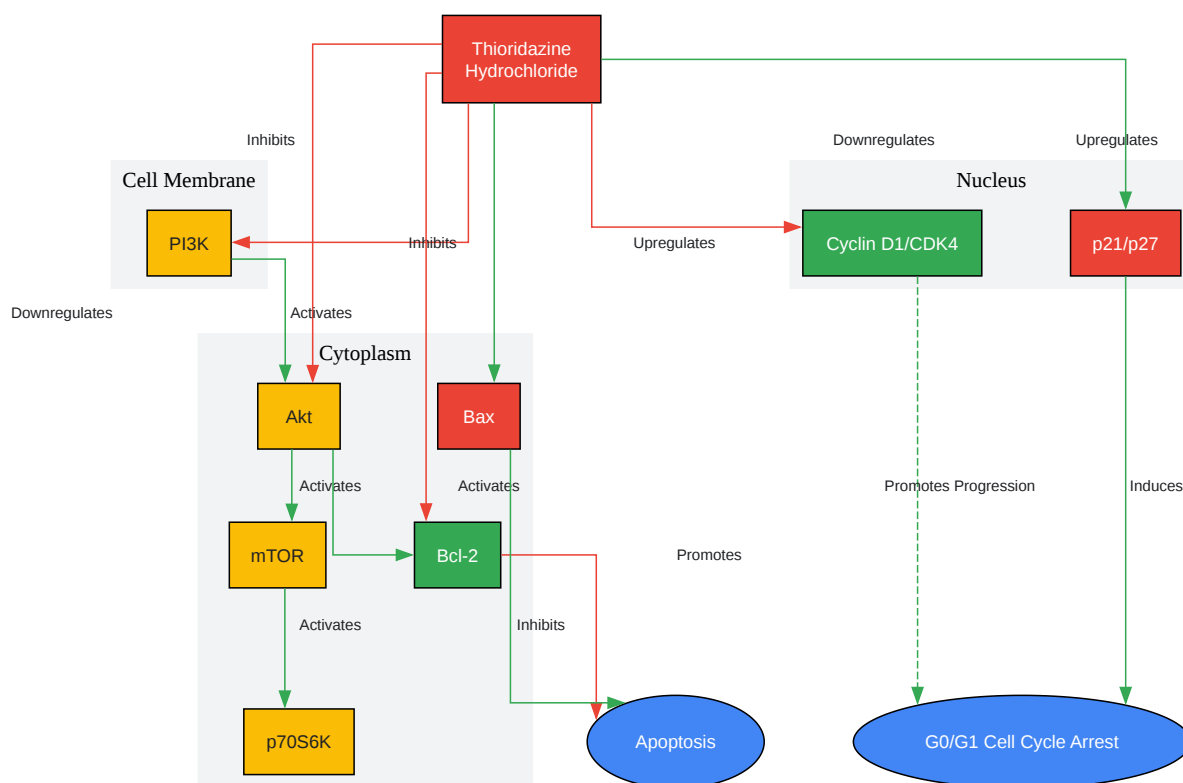 Thioridazine
Hydrochloride
Inhibits
Downregulates
Upregulates
Cell Membrane
Nucleus
PI3K
Inhibits
Upregulates
Cyclin D1/CDK4
p21/p27
Downregulates
Activates
Cytoplasm
Akt
Bax
Activates
Activates
Promotes Progression
Induces
mTOR
Bcl-2
Promotes
Activates
Inhibits
p70S6K
Apoptosis
G0/G1 Cell Cycle Arrest